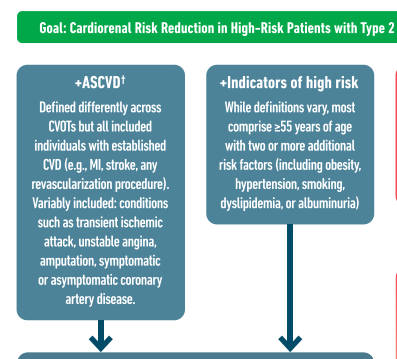 Goal: Cardiorenal Risk Reduction in High-Risk Patients with Type 2
+ASCVD†
Defined differently across
CVOTs but all included
individuals with established
CVD (e.g., MI, stroke, any
revascularization procedure).
Variably included: conditions
such as transient ischemic
attack, unstable angina,
amputation, symptomatic
or asymptomatic coronary
artery disease.
+Indicators of high risk
While definitions vary, most
comprise ≥55 years of age
with two or more additional
risk factors (including obesity,
hypertension, smoking,
dyslipidemia, or albuminuria)